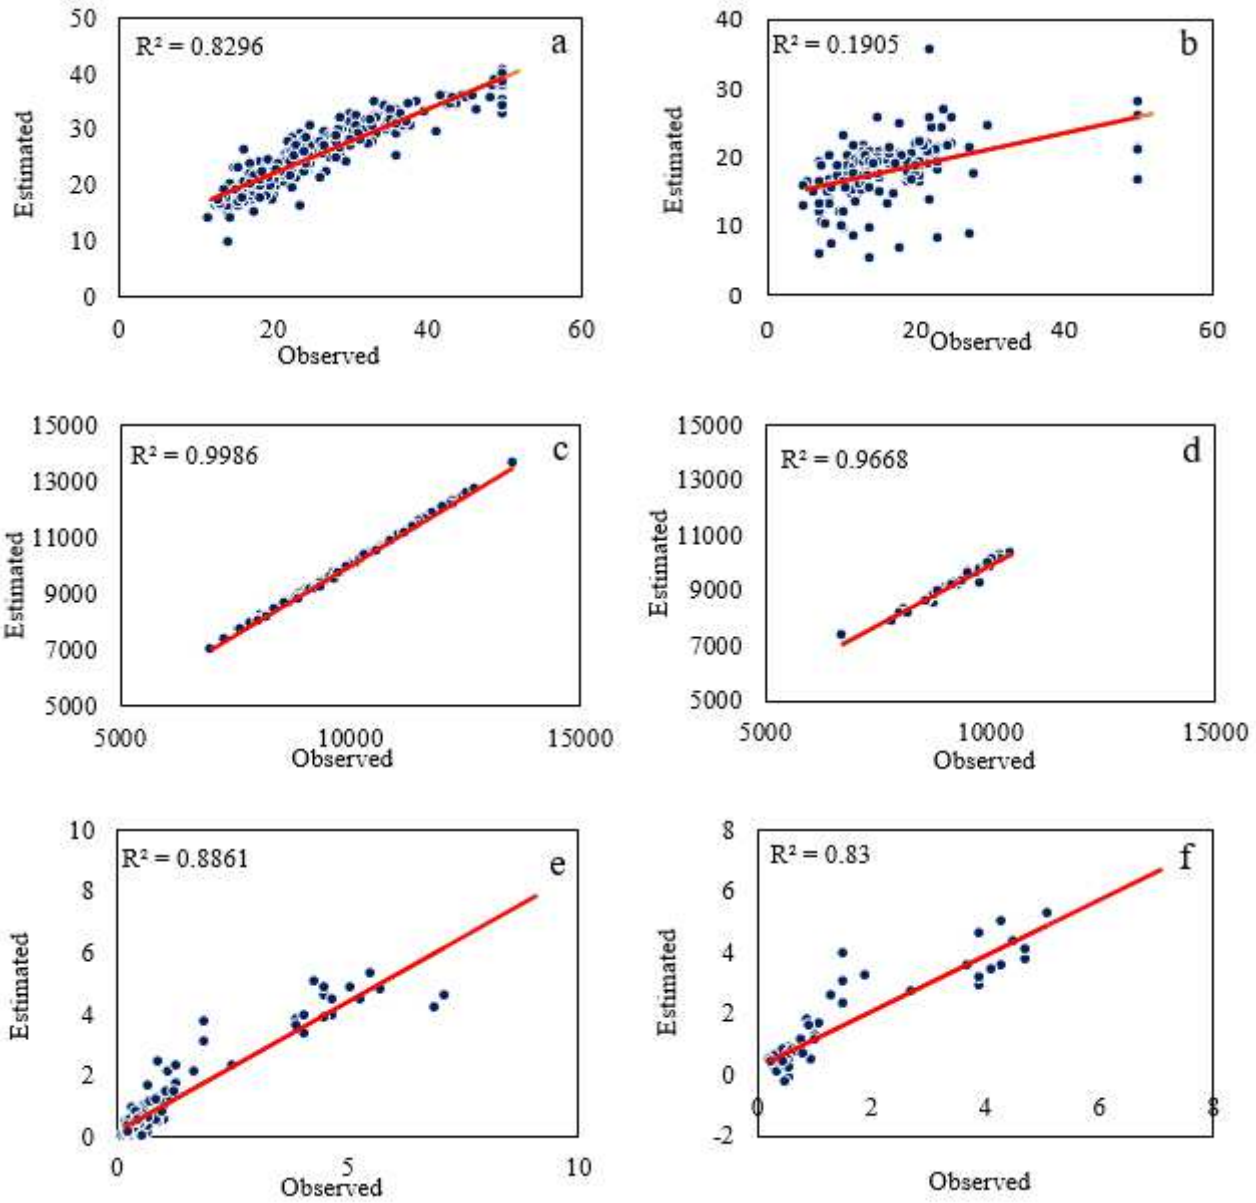 50
R² = 0.8296
a
40
30
20
10
0
Estimated
0 20 40 60
Observed
40
R² = 0.1905
b
30
20
10
0
Estimated
0 20 40 60
Observed
15000
R² = 0.9986
c
13000
11000
9000
7000
5000
Estimated
5000 10000 15000
Observed
15000
R² = 0.9668
d
13000
11000
9000
7000
5000
Estimated
5000 10000 15000
Observed
10
R² = 0.8861
e
8
6
4
2
0
Estimated
0 5 10
Observed
8
R² = 0.83
f
6
4
2
0
-2
Estimated
0 2 4 6 8
Observed